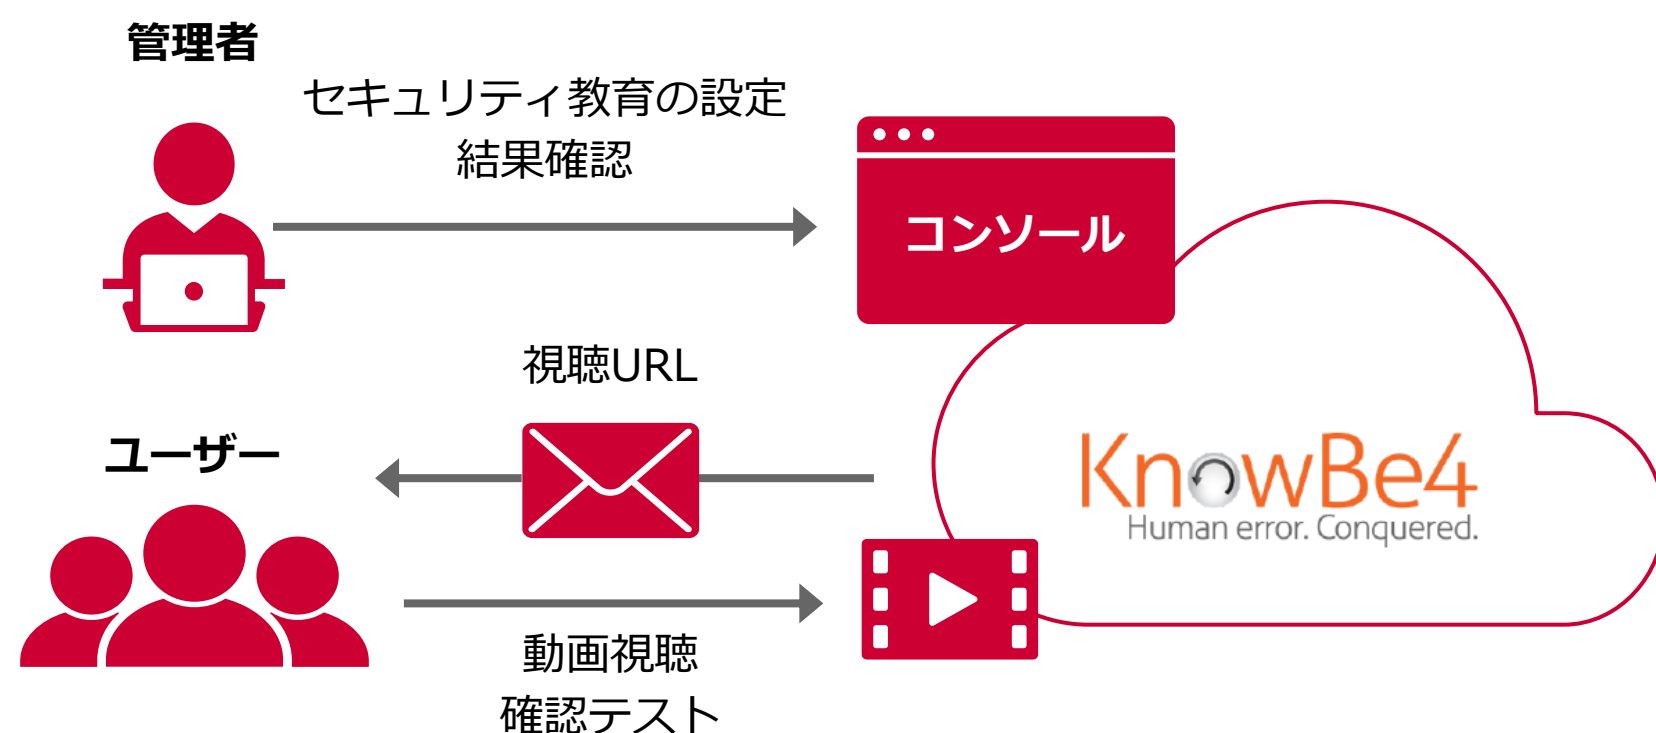 管理者
セキュリティ教育の設定
結果確認
コンソール
視聴URL
ユーザー
KnowBe4
Human error. Conquered.
動画視聴
確認テスト